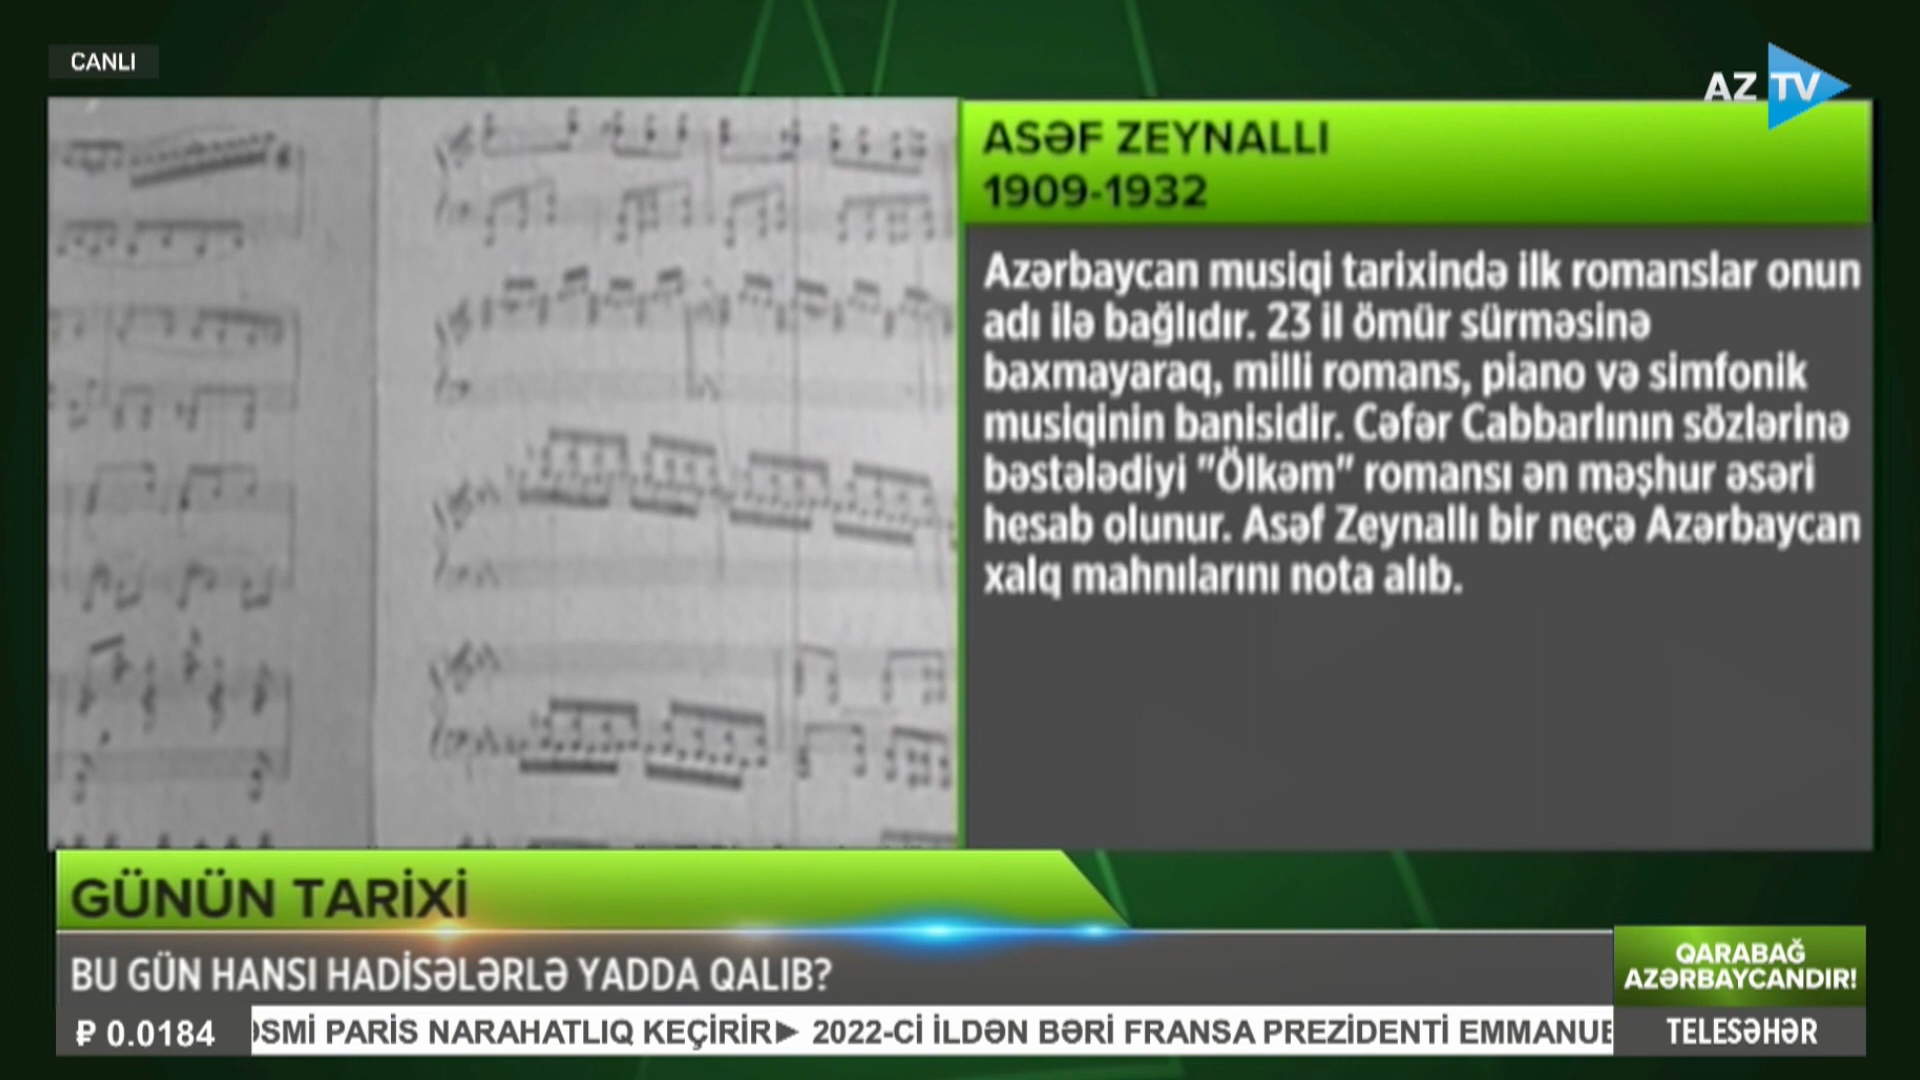 CANLI
AZ TV
ASƏF ZEYNALLI
1909-1932
Azərbaycan musiqi tarixində ilk romanslar onun
adı ilə bağlıdır. 23 il ömür sürməsinə
baxmayaraq, milli romans, piano və simfonik
musiqinin banisidir. Cəfər Cabbarlının sözlərinə
bəstələdiyi "Ölkəm" romansı ən məşhur əsəri
hesab olunur. Asəf Zeynallı bir neçə Azərbaycan
xalq mahnılarını nota alıb.
GÜNÜN TARİXİ
BU GÜN HANSI HADİSƏLƏRLƏ YADDA QALIB?
QARABAĞ
AZƏRBAYCANDIR!
₽ 0.0184
PARİS NARAHATLIQ KEÇİRİR▶ 2022-Cİ İLDƏN BƏRİ FRANSA PREZİDENTİ
TELESƏHƏR